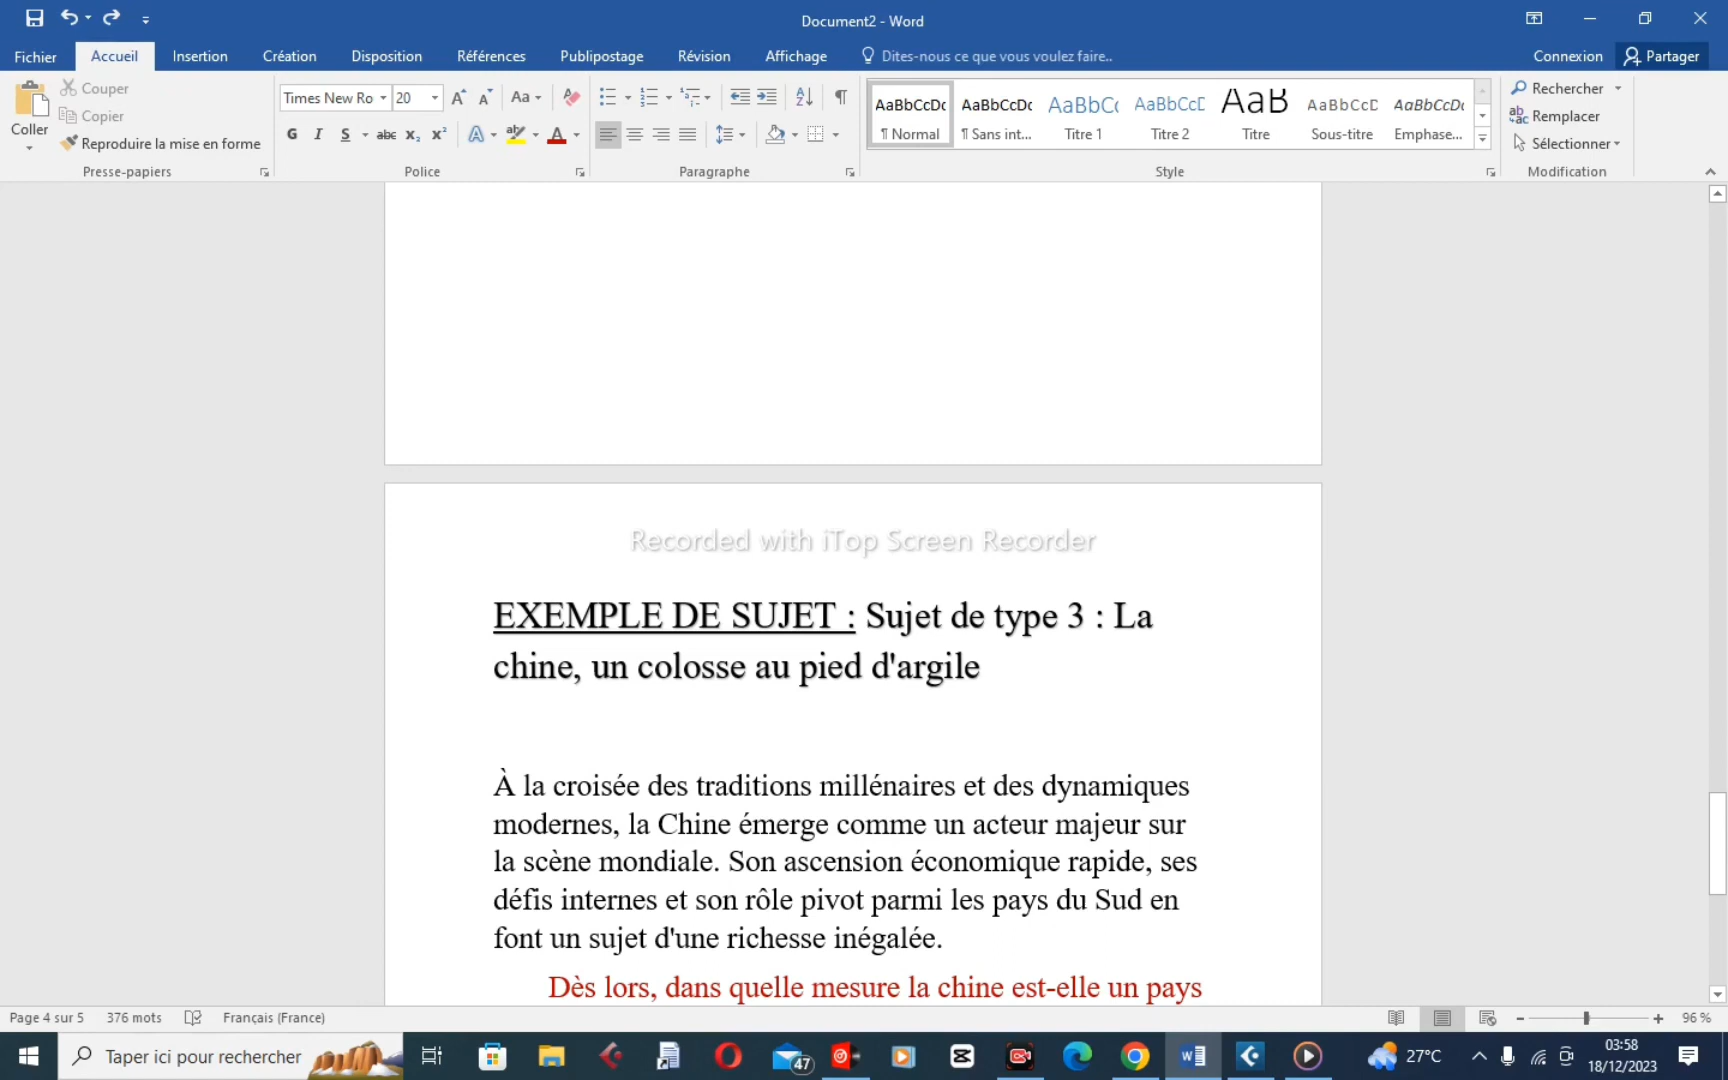 Document2 - Word
Fichier Accueil Insertion Création Disposition Références Publipostage Révision Affichage Dites-nous ce que vous voulez faire.. Connexion Partager
Couper
Copier
Coller
Reproduire la mise en forme
Presse-papiers
Times New Ro 20
Aa
G I S abc X₂ X² A ab A
Police
Paragraphe
AaBbCcDc AaBbCcDc AaBbCc AaBbCcE AaB AaBbCcD AaBbCcDc
¶ Normal ¶ Sans int... Titre 1 Titre 2 Titre Sous-titre Emphase...
Style
Rechercher
Remplacer
Sélectionner
Modification
Recorded with iTop Screen Recorder
EXEMPLE DE SUJET : Sujet de type 3 : La
chine, un colosse au pied d'argile
À la croisée des traditions millénaires et des dynamiques
modernes, la Chine émerge comme un acteur majeur sur
la scène mondiale. Son ascension économique rapide, ses
défis internes et son rôle pivot parmi les pays du Sud en
font un sujet d'une richesse inégalée.
Dès lors, dans quelle mesure la chine est-elle un pays
Page 4 sur 5 376 mots Français (France) 96 %
Taper ici pour rechercher 47 27°C 03:58
18/12/2023